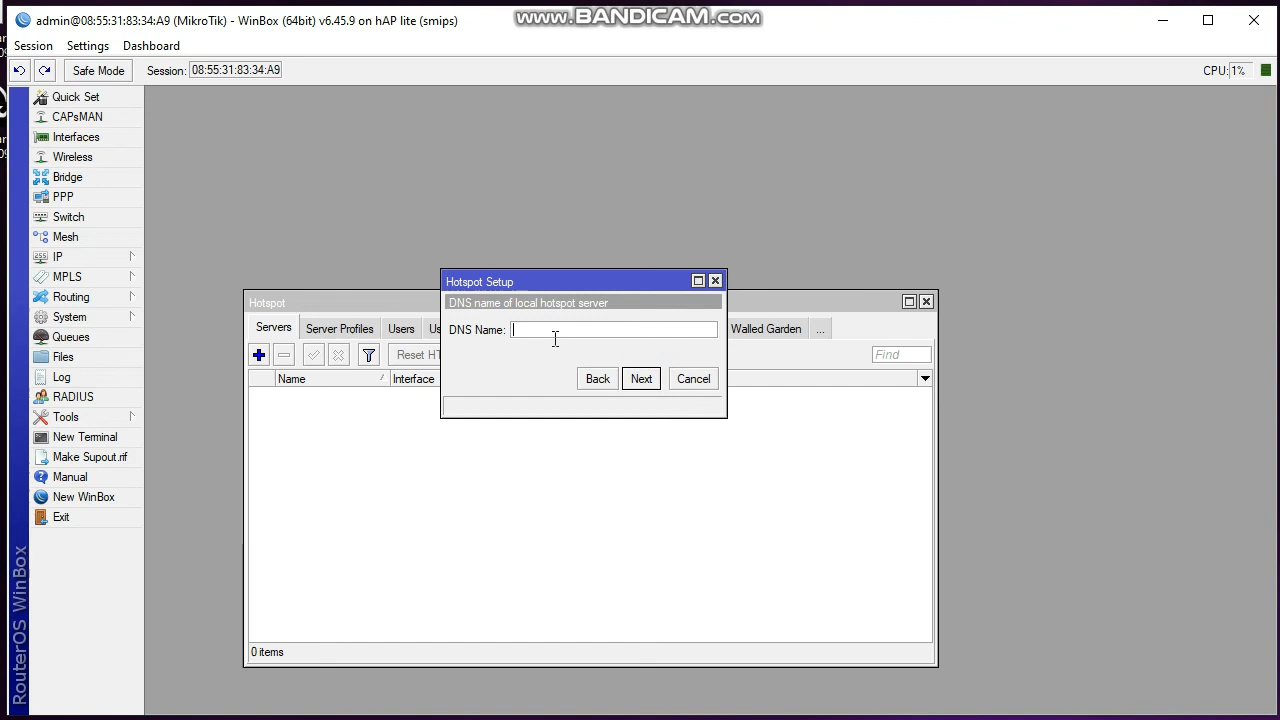 admin@08:55:31:83:34:A9 (MikroTik) - WinBox (64bit) v6.45.9 on hAP lite (smips)
www.BANDICAM.com
Session Settings Dashboard
Safe Mode Session: 08:55:31:83:34:A9 CPU: 1%
Quick Set
CAPsMAN
Interfaces
Wireless
Bridge
PPP
Switch
Mesh
IP
MPLS
Routing
System
Queues
Files
Log
RADIUS
Tools
New Terminal
Make Supout.rif
Manual
New WinBox
Exit
RouterOS WinBox
Hotspot
Servers Server Profiles Users Us Walled Garden ...
Reset HT Find
Name Interface
0 items
Hotspot Setup
DNS name of local hotspot server
DNS Name:
Back Next Cancel